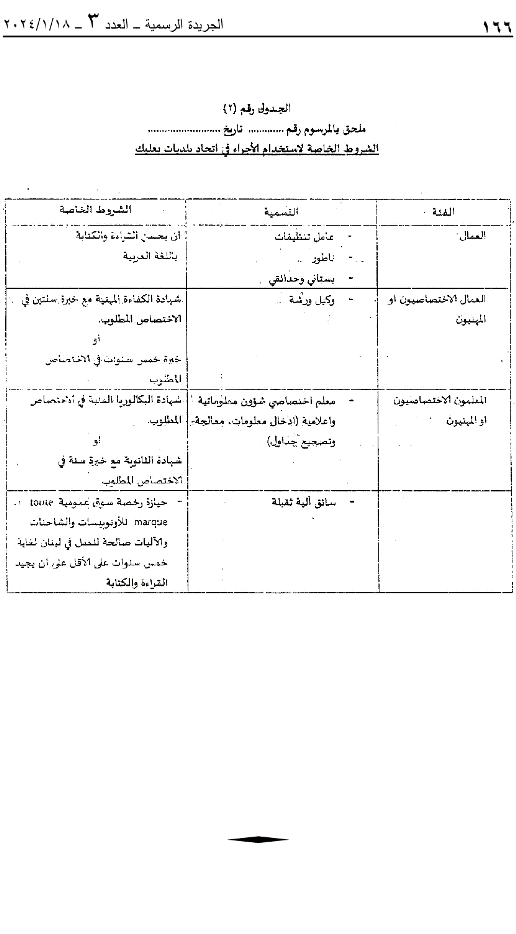 ١٦٦
الجريدة الرسمية ـ العدد ٣ ـ ٢٠٢٤/١/١٨
الجدول رقم (٢)
ملحق بالمرسوم رقم ............ تاريخ ..........................
الشروط الخاصة لاستخدام الأجراء في اتحاد بلديات بعلبك
الفئة
التسمية
الشروط الخاصة
العمال
- عامل تنظيفات
- ناطور
- بستاني وحدائقي
ان يحسن القراءة والكتابة
باللغة العربية
العمال الاختصاصيون او
المهنيون
- وكيل ورشة
شهادة الكفاءة المهنية مع خبرة سنتين في
الاختصاص المطلوب.
أو
خبرة خمس سنوات في الاختصاص
المطلوب
المعلمون الاختصاصيون
او المهنيون
- معلم اختصاصي شؤون معلوماتية
واعلامية (ادخال معلومات، معالجة
وتصحيح جداول)
شهادة البكالوريا الفنية في الاختصاص
المطلوب.
أو
شهادة الثانوية مع خبرة سنة في
الاختصاص المطلوب
- سائق آلية ثقيلة
- حيازة رخصة سوق عمومية toute
marque للأوتوبيسات والشاحنات
والآليات صالحة للعمل في لبنان لغاية
خمس سنوات على الأقل على ان يجيد
القراءة والكتابة